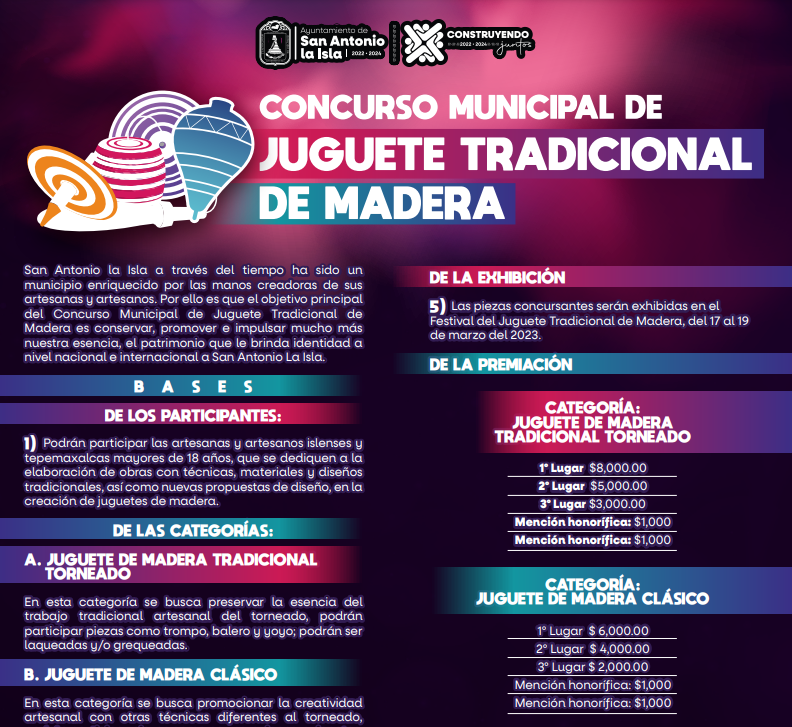 Ayuntamiento de
San Antonio
la Isla | 2022 • 2024
CONSTRUYENDO
2022 • 2024
juntos
CONCURSO MUNICIPAL DE
JUGUETE TRADICIONAL
DE MADERA
San Antonio la Isla a través del tiempo ha sido un
municipio enriquecido por las manos creadoras de sus
artesanas y artesanos. Por ello es que el objetivo principal
del Concurso Municipal de Juguete Tradicional de
Madera es conservar, promover e impulsar mucho más
nuestra esencia, el patrimonio que le brinda identidad a
nivel nacional e internacional a San Antonio La Isla.
BASES
DE LOS PARTICIPANTES:
1) Podrán participar las artesanas y artesanos islenses y
tepemaxalcas mayores de 18 años, que se dediquen a la
elaboración de obras con técnicas, materiales y diseños
tradicionales, así como nuevas propuestas de diseño, en la
creación de juguetes de madera.
DE LAS CATEGORÍAS:
A. JUGUETE DE MADERA TRADICIONAL
TORNEADO
En esta categoría se busca preservar la esencia del
trabajo tradicional artesanal del torneado, podrán
participar piezas como trompo, balero y yoyo; podrán ser
laqueadas y/o grequeadas.
B. JUGUETE DE MADERA CLÁSICO
En esta categoría se busca promocionar la creatividad
artesanal con otras técnicas diferentes al torneado,
DE LA EXHIBICIÓN
5) Las piezas concursantes serán exhibidas en el
Festival del Juguete Tradicional de Madera, del 17 al 19
de marzo del 2023.
DE LA PREMIACIÓN
CATEGORÍA:
JUGUETE DE MADERA
TRADICIONAL TORNEADO
1° Lugar $8,000.00
2° Lugar $5,000.00
3° Lugar $3,000.00
Mención honorífica: $1,000
Mención honorífica: $1,000
CATEGORÍA:
JUGUETE DE MADERA CLÁSICO
1° Lugar $ 6,000.00
2° Lugar $ 4,000.00
3° Lugar $ 2,000.00
Mención honorífica: $1,000
Mención honorífica: $1,000